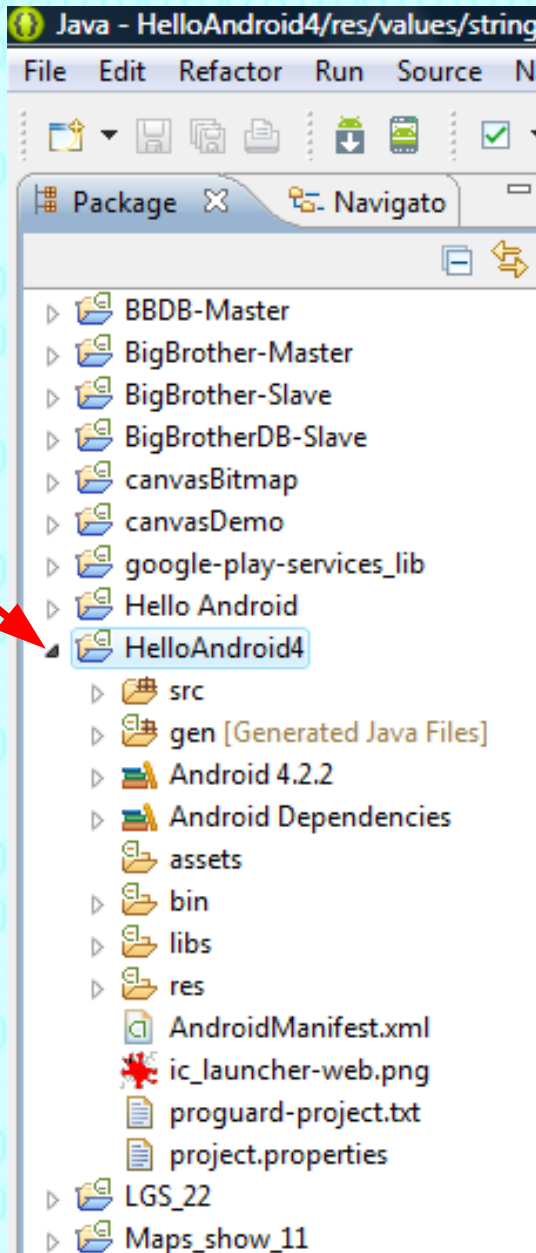 Java - HelloAndroid4/res/values/string
File Edit Refactor Run Source N
Package Navigato
BBDB-Master
BigBrother-Master
BigBrother-Slave
BigBrotherDB-Slave
canvasBitmap
canvasDemo
google-play-services_lib
Hello Android
HelloAndroid4
src
gen [Generated Java Files]
Android 4.2.2
Android Dependencies
assets
bin
libs
res
AndroidManifest.xml
ic_launcher-web.png
proguard-project.txt
project.properties
LGS_22
Maps_show_11